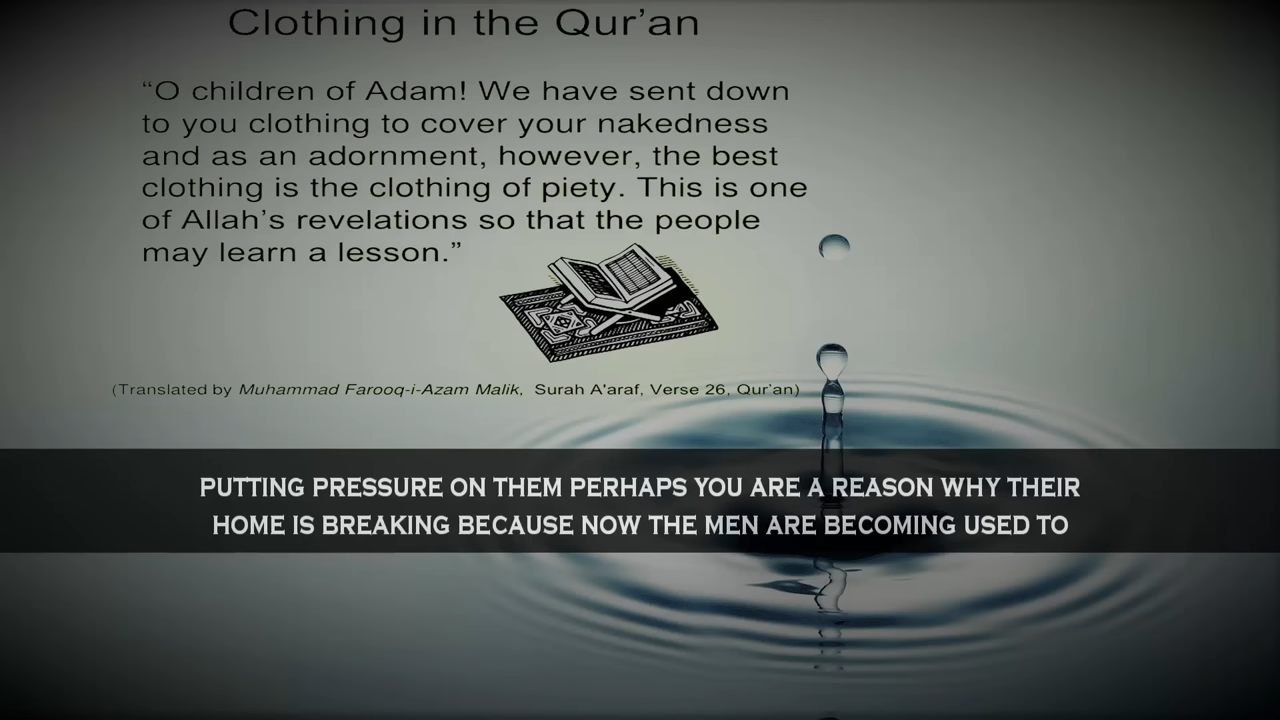 Clothing in the Qur’an
“O children of Adam! We have sent down
to you clothing to cover your nakedness
and as an adornment, however, the best
clothing is the clothing of piety. This is one
of Allah’s revelations so that the people
may learn a lesson.”
(Translated by Muhammad Farooq-i-Azam Malik, Surah A'araf, Verse 26, Qur’an)
PUTTING PRESSURE ON THEM PERHAPS YOU ARE A REASON WHY THEIR
HOME IS BREAKING BECAUSE NOW THE MEN ARE BECOMING USED TO